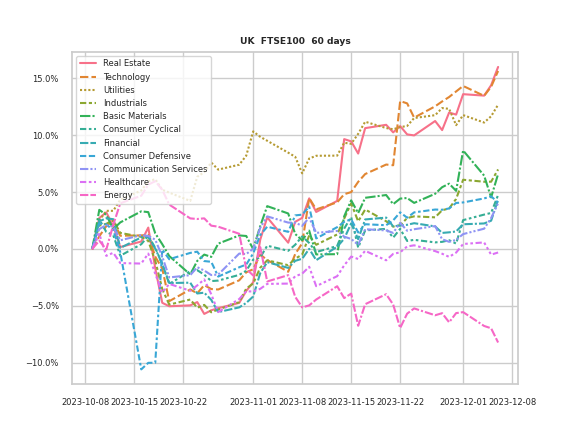 UK FTSE100 60 days
15.0%
10.0%
5.0%
0.0%
−5.0%
−10.0%
Real Estate
Technology
Utilities
Industrials
Basic Materials
Consumer Cyclical
Financial
Consumer Defensive
Communication Services
Healthcare
Energy
2023-10-08
2023-10-15
2023-10-22
2023-11-01
2023-11-08
2023-11-15
2023-11-22
2023-12-01
2023-12-08